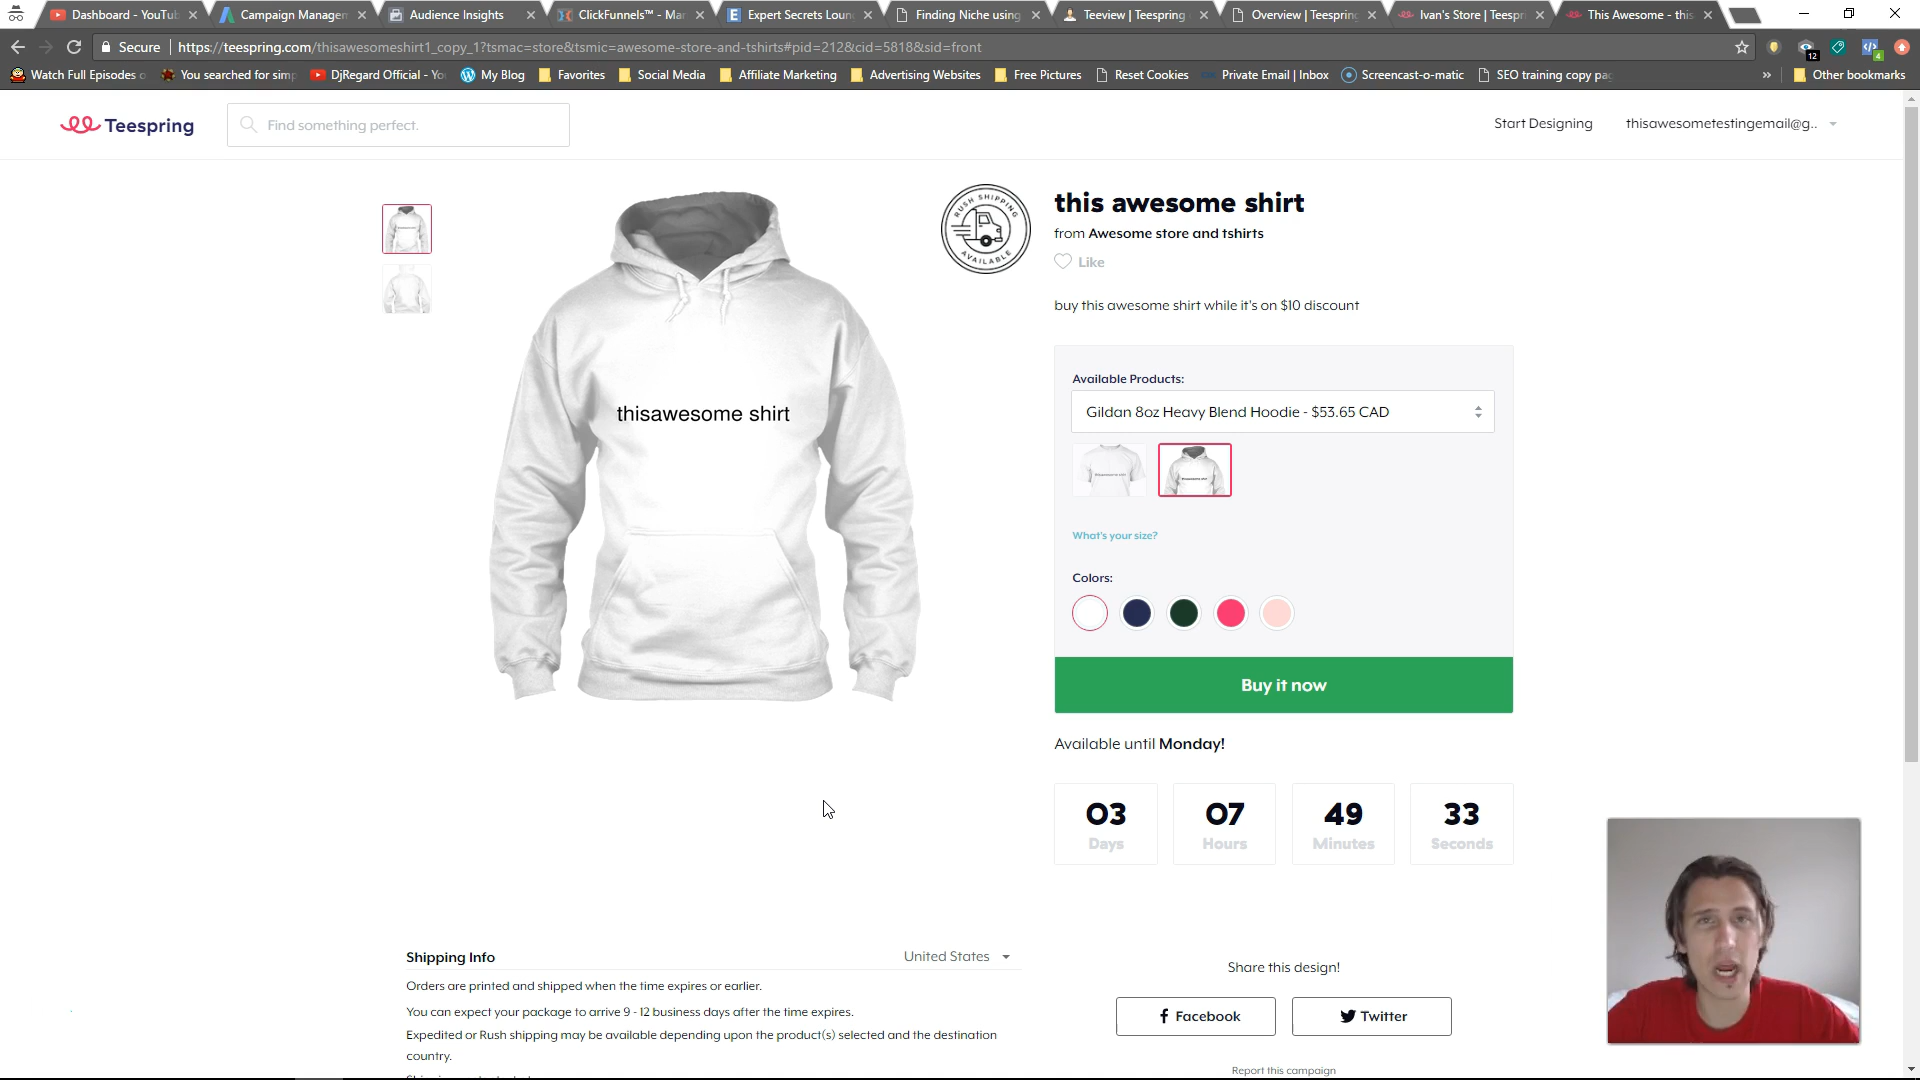 Dashboard - YouTub
Campaign Managem
Audience Insights
ClickFunnels™ - Mar
Expert Secrets Loun
Finding Niche using
Teeview | Teespring
Overview | Teespring
Ivan's Store | Teespri
This Awesome - this
Secure
https://teespring.com/thisawesomeshirt1_copy_1?tsmac=store&tsmic=awesome-store-and-tshirts#pid=212&cid=5818&sid=front
12
4
Watch Full Episodes o
You searched for simp
DjRegard Official - Yo
My Blog
Favorites
Social Media
Affiliate Marketing
Advertising Websites
Free Pictures
Reset Cookies
Private Email | Inbox
Screencast-o-matic
SEO training copy pag
»
Other bookmarks
Teespring
Find something perfect.
Start Designing
thisawesometestingemail@g..
RUSH SHIPPING
AVAILABLE
this awesome shirt
from Awesome store and tshirts
Like
buy this awesome shirt while it's on $10 discount
Available Products:
Gildan 8oz Heavy Blend Hoodie - $53.65 CAD
thisawesome shirt
What's your size?
Colors:
Buy it now
Available until Monday!
03
07
49
33
Days
Hours
Minutes
Seconds
Shipping Info
United States
Orders are printed and shipped when the time expires or earlier.
You can expect your package to arrive 9 - 12 business days after the time expires.
Expedited or Rush shipping may be available depending upon the product(s) selected and the destination
country.
Share this design!
Facebook
Twitter
Report this campaign